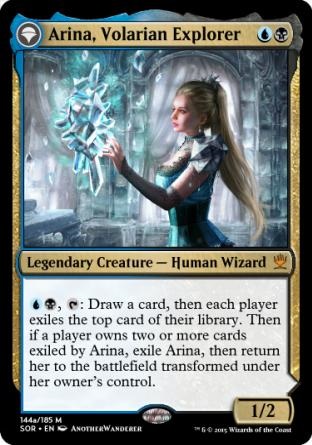 Arina, Volarian Explorer
Legendary Creature — Human Wizard
: Draw a card, then each player
exiles the top card of their library. Then
if a player owns two or more cards
exiled by Arina, exile Arina, then return
her to the battlefield transformed under
her owner's control.
1/2
144a/185 M
SOR • EN AnotherWanderer
™ & © 2015 Wizards of the Coast